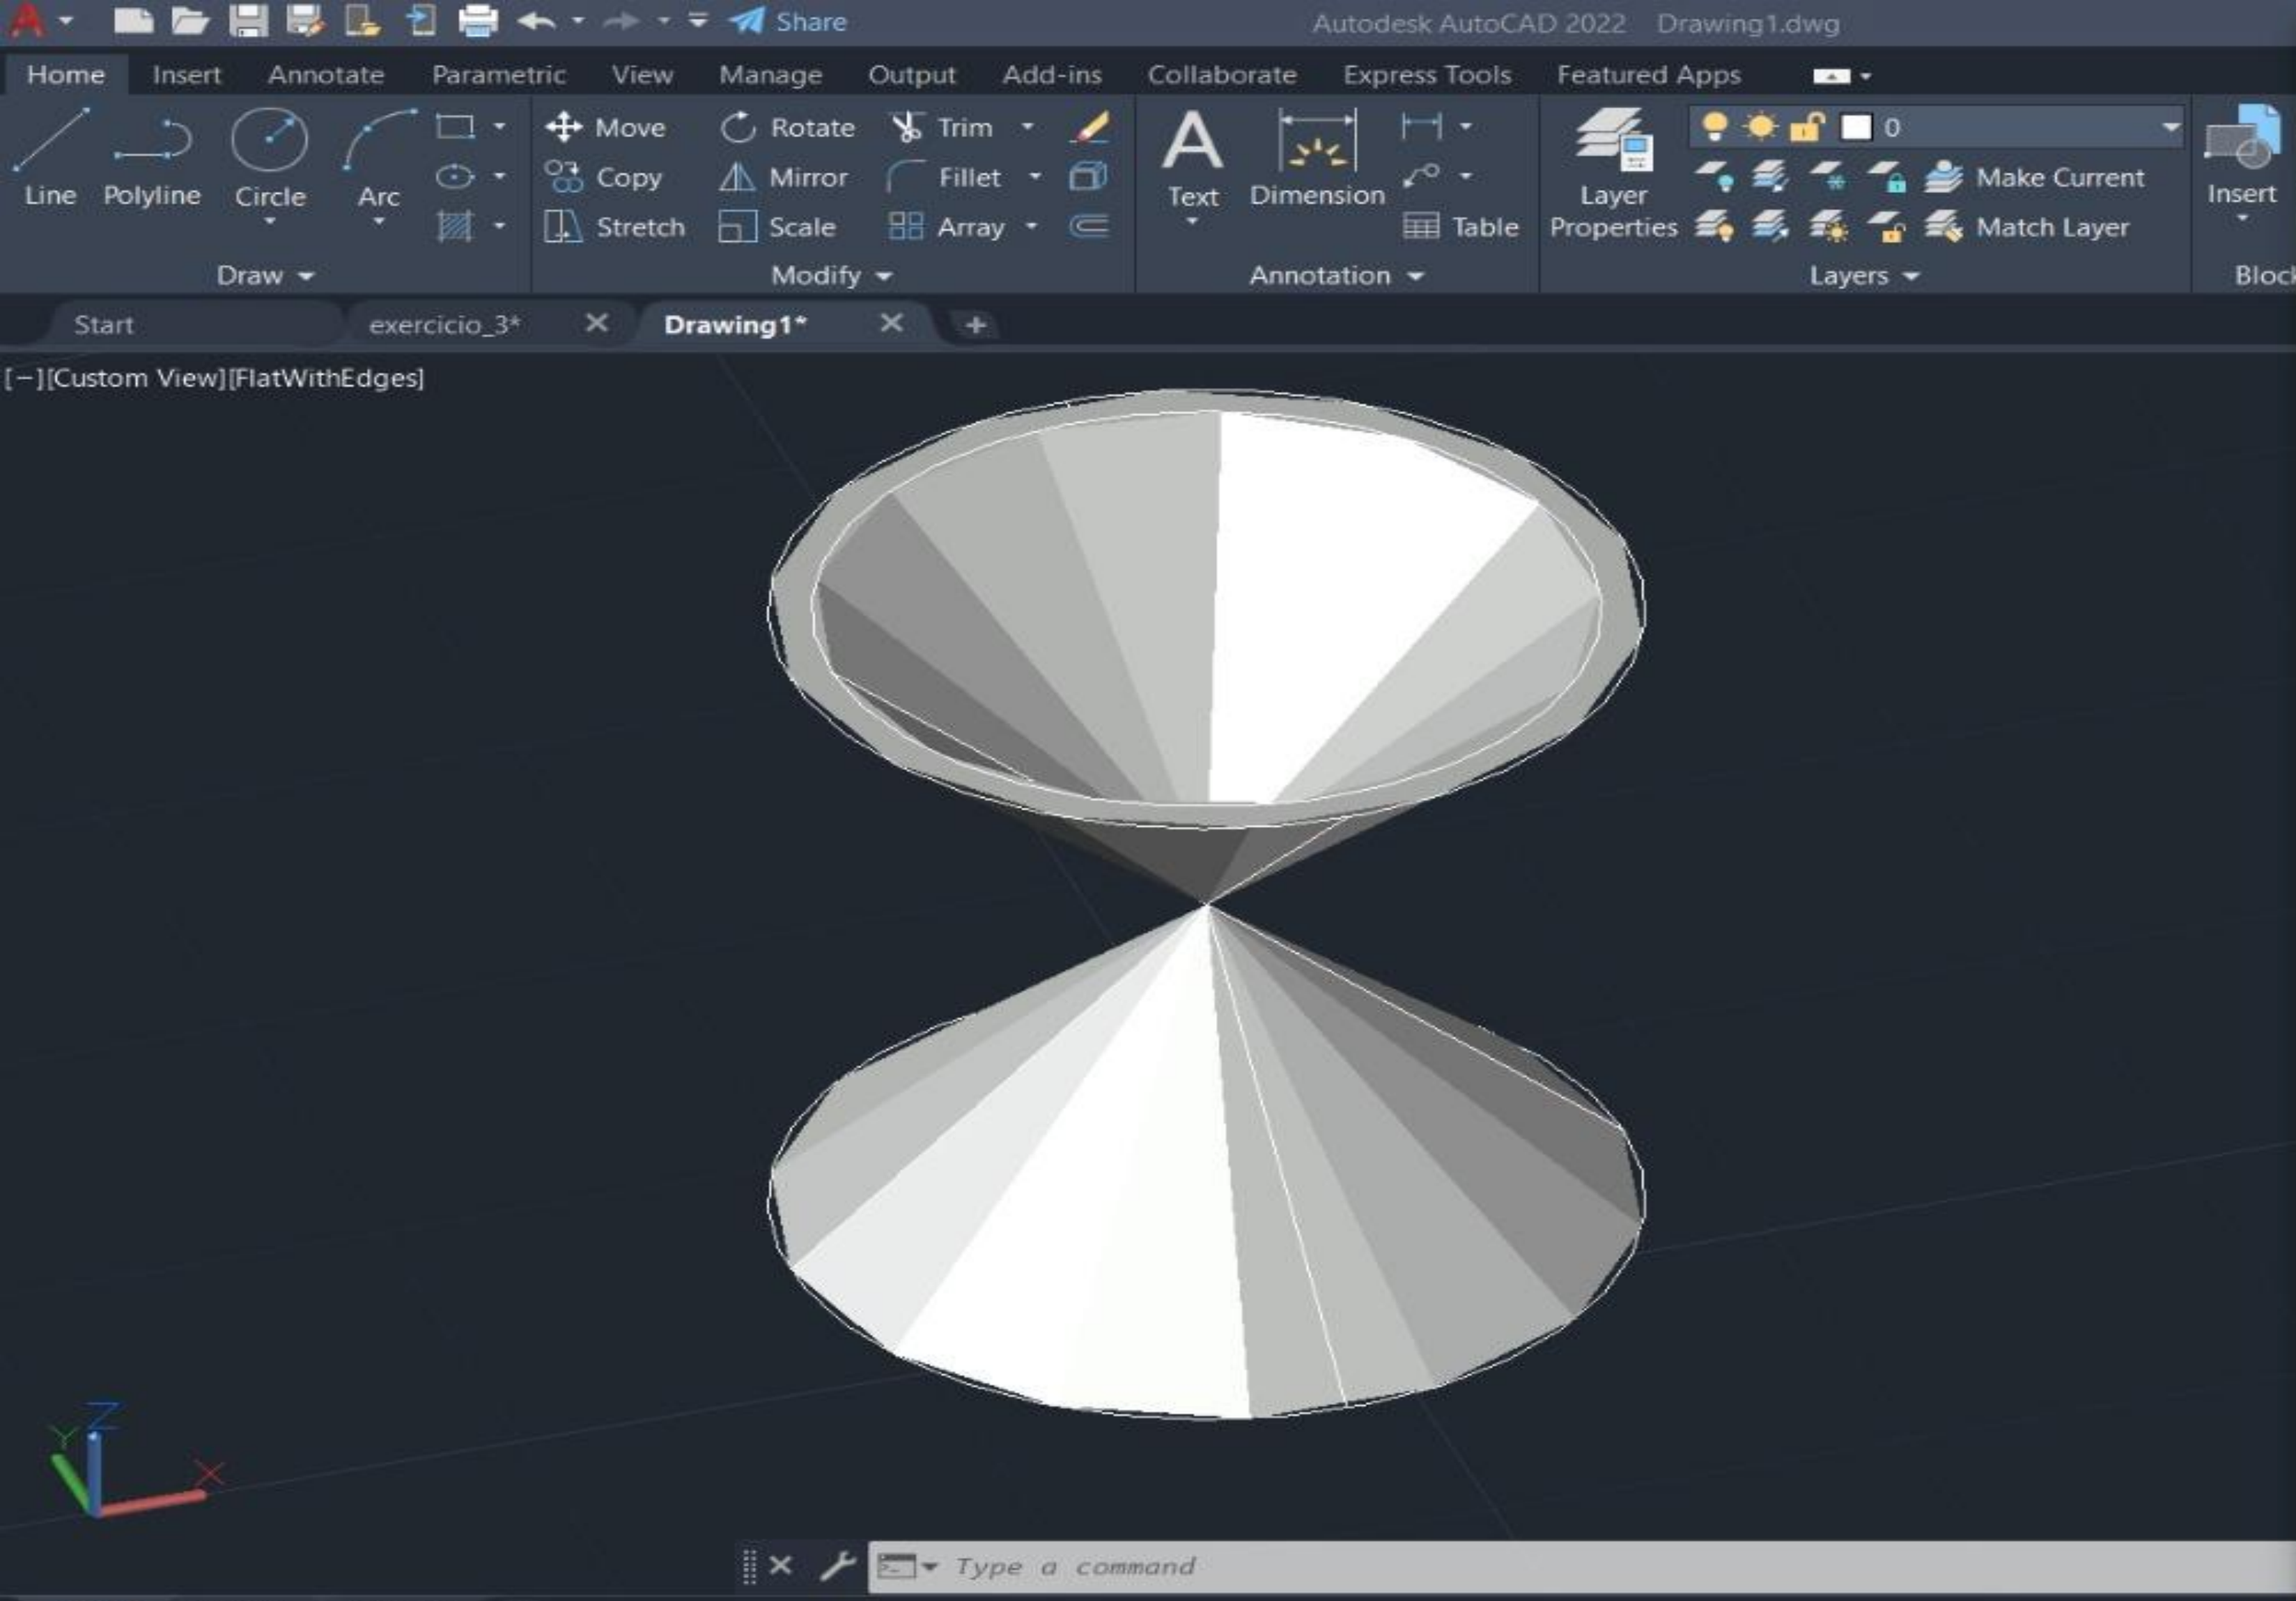 Share Autodesk AutoCAD 2022 Drawing1.dwg
Home Insert Annotate Parametric View Manage Output Add-ins Collaborate Express Tools Featured Apps
Move Rotate Trim 0
Copy Mirror Fillet Make Current
Line Polyline Circle Arc Text Dimension Layer Insert
Stretch Scale Array Table Properties Match Layer
Draw Modify Annotation Layers Block
Start exercicio_3* Drawing1*
[−][Custom View][FlatWithEdges]
Z
Y
X
Type a command